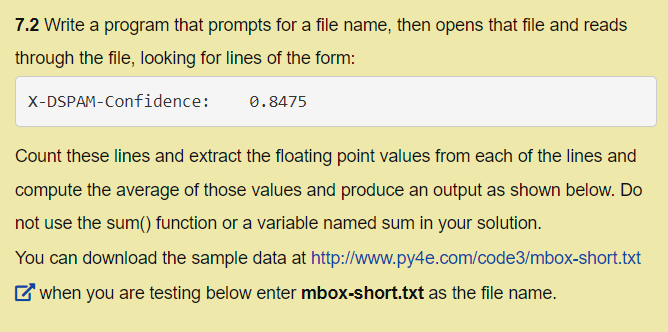 7.2 Write a program that prompts for a file name, then opens that file and reads
through the file, looking for lines of the form:
X-DSPAM-Confidence:    0.8475
Count these lines and extract the floating point values from each of the lines and
compute the average of those values and produce an output as shown below. Do
not use the sum() function or a variable named sum in your solution.
You can download the sample data at http://www.py4e.com/code3/mbox-short.txt
when you are testing below enter mbox-short.txt as the file name.